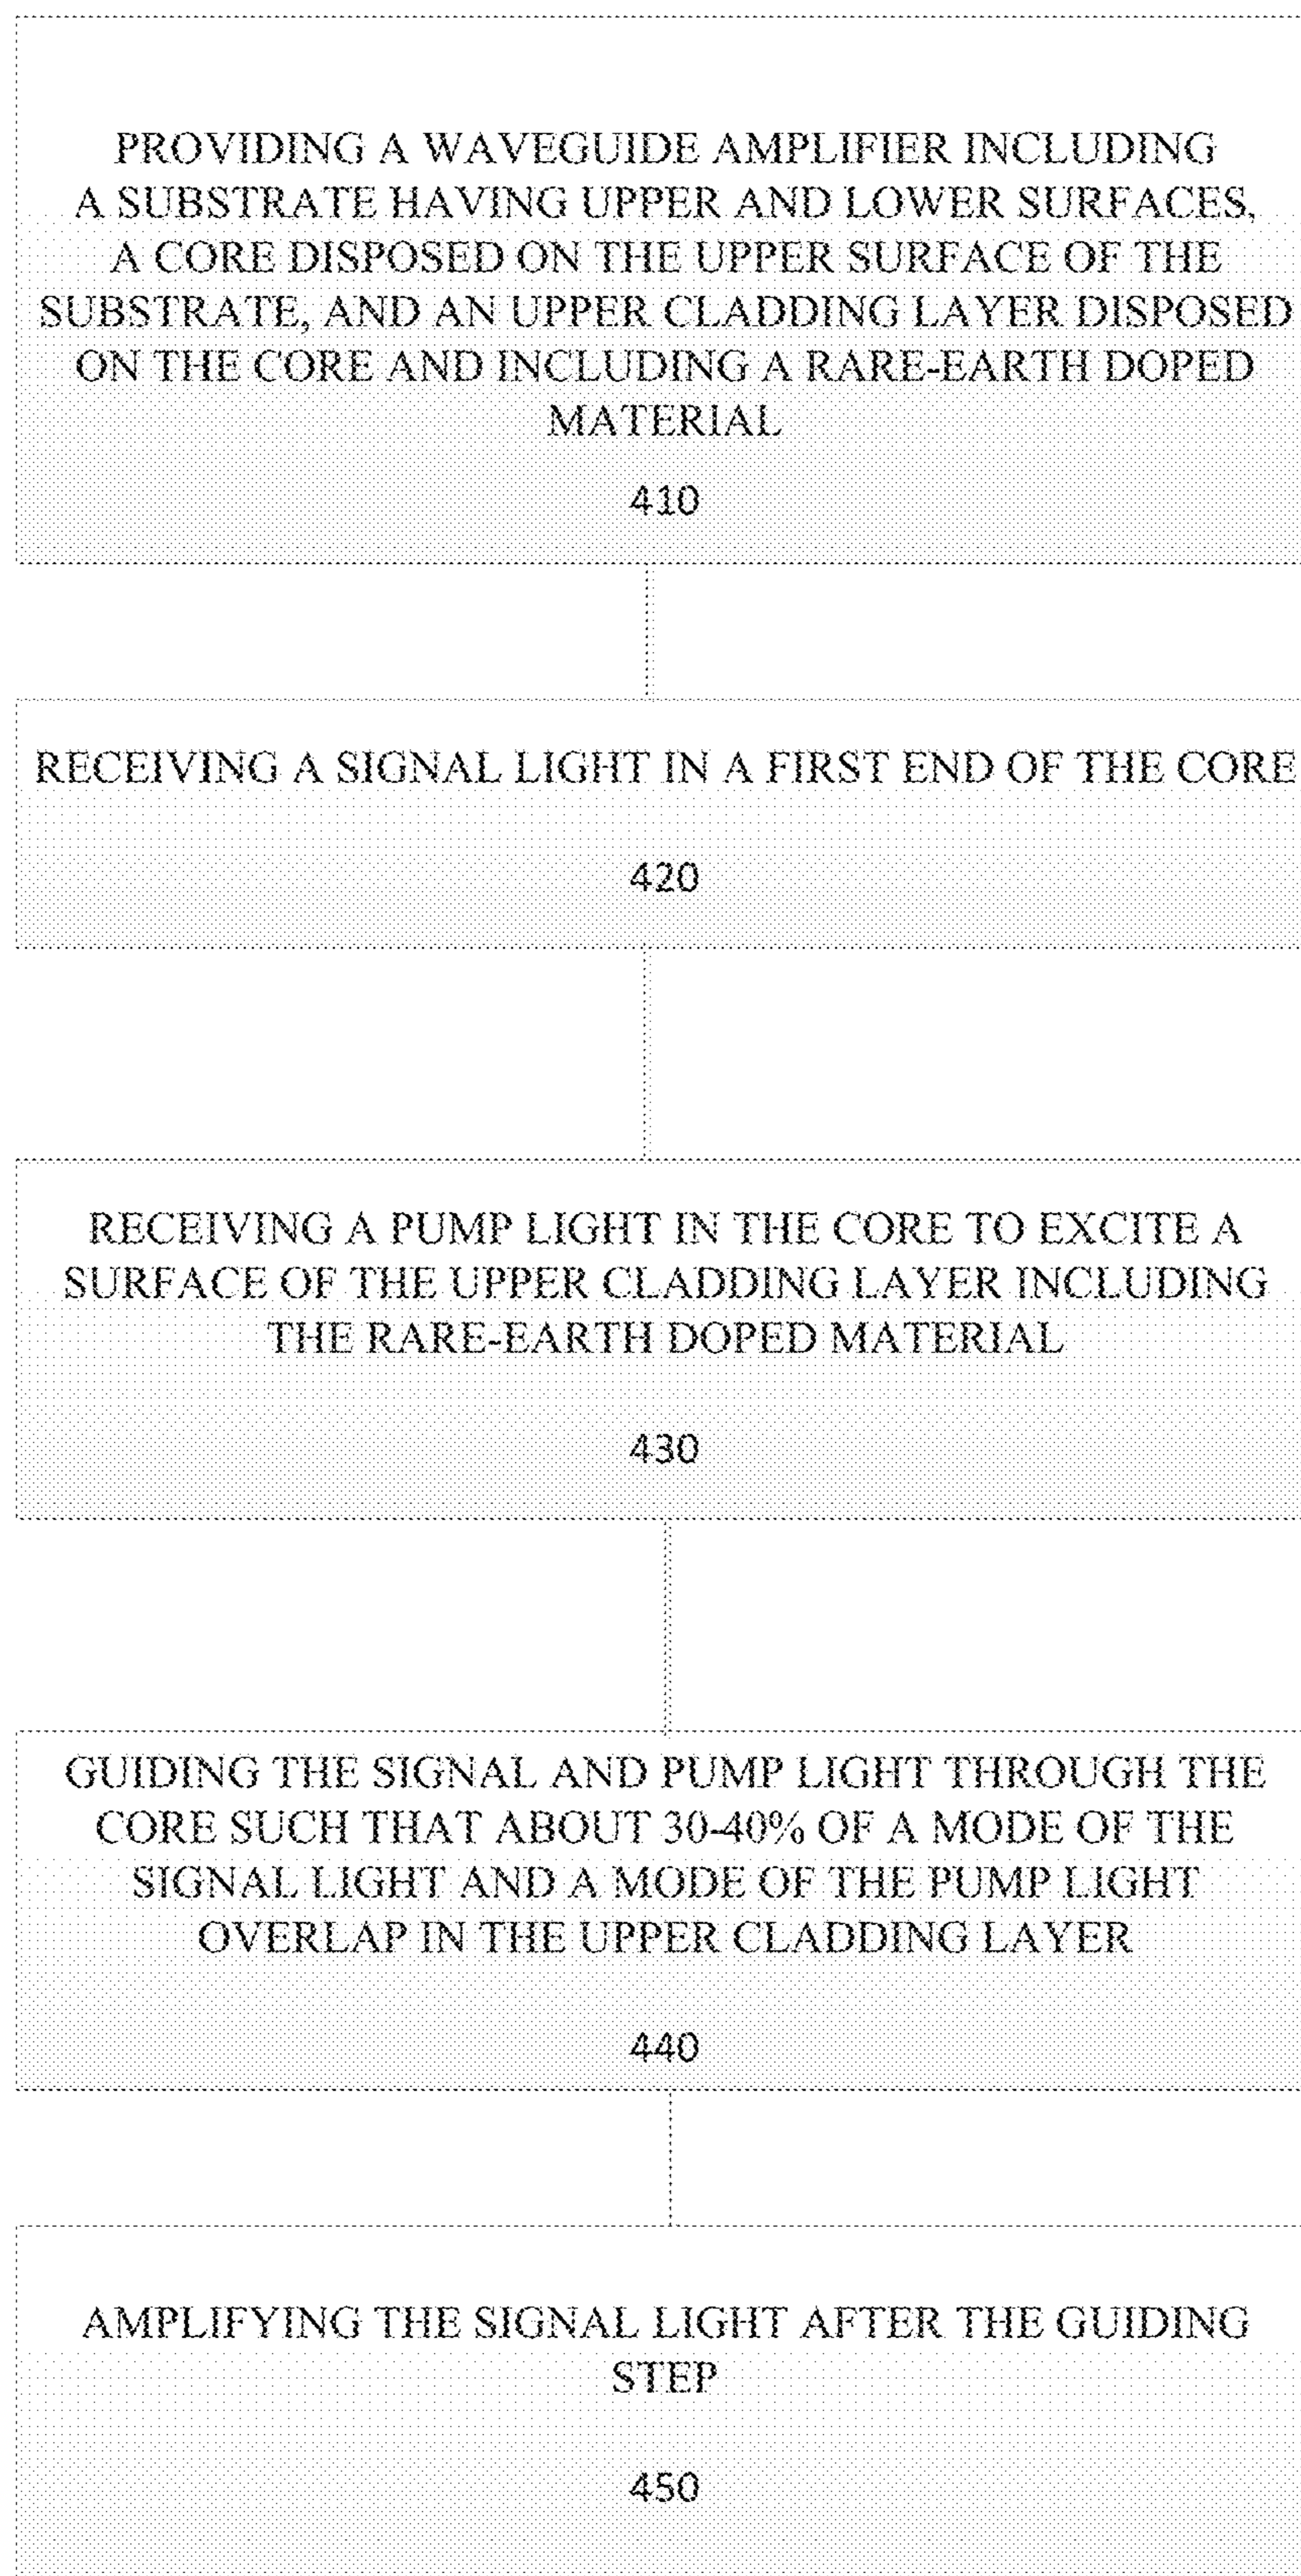 PROVIDING A WAVEGUIDE AMPLIFIER INCLUDING
A SUBSTRATE HAVING UPPER AND LOWER SURFACES,
A CORE DISPOSED ON THE UPPER SURFACE OF THE
SUBSTRATE, AND AN UPPER CLADDING LAYER DISPOSED
ON THE CORE AND INCLUDING A RARE-EARTH DOPED
MATERIAL
410
RECEIVING A SIGNAL LIGHT IN A FIRST END OF THE CORE
420
RECEIVING A PUMP LIGHT IN THE CORE TO EXCITE A
SURFACE OF THE UPPER CLADDING LAYER INCLUDING
THE RARE-EARTH DOPED MATERIAL
430
GUIDING THE SIGNAL AND PUMP LIGHT THROUGH THE
CORE SUCH THAT ABOUT 30-40% OF A MODE OF THE
SIGNAL LIGHT AND A MODE OF THE PUMP LIGHT
OVERLAP IN THE UPPER CLADDING LAYER
440
AMPLIFYING THE SIGNAL LIGHT AFTER THE GUIDING
STEP
450